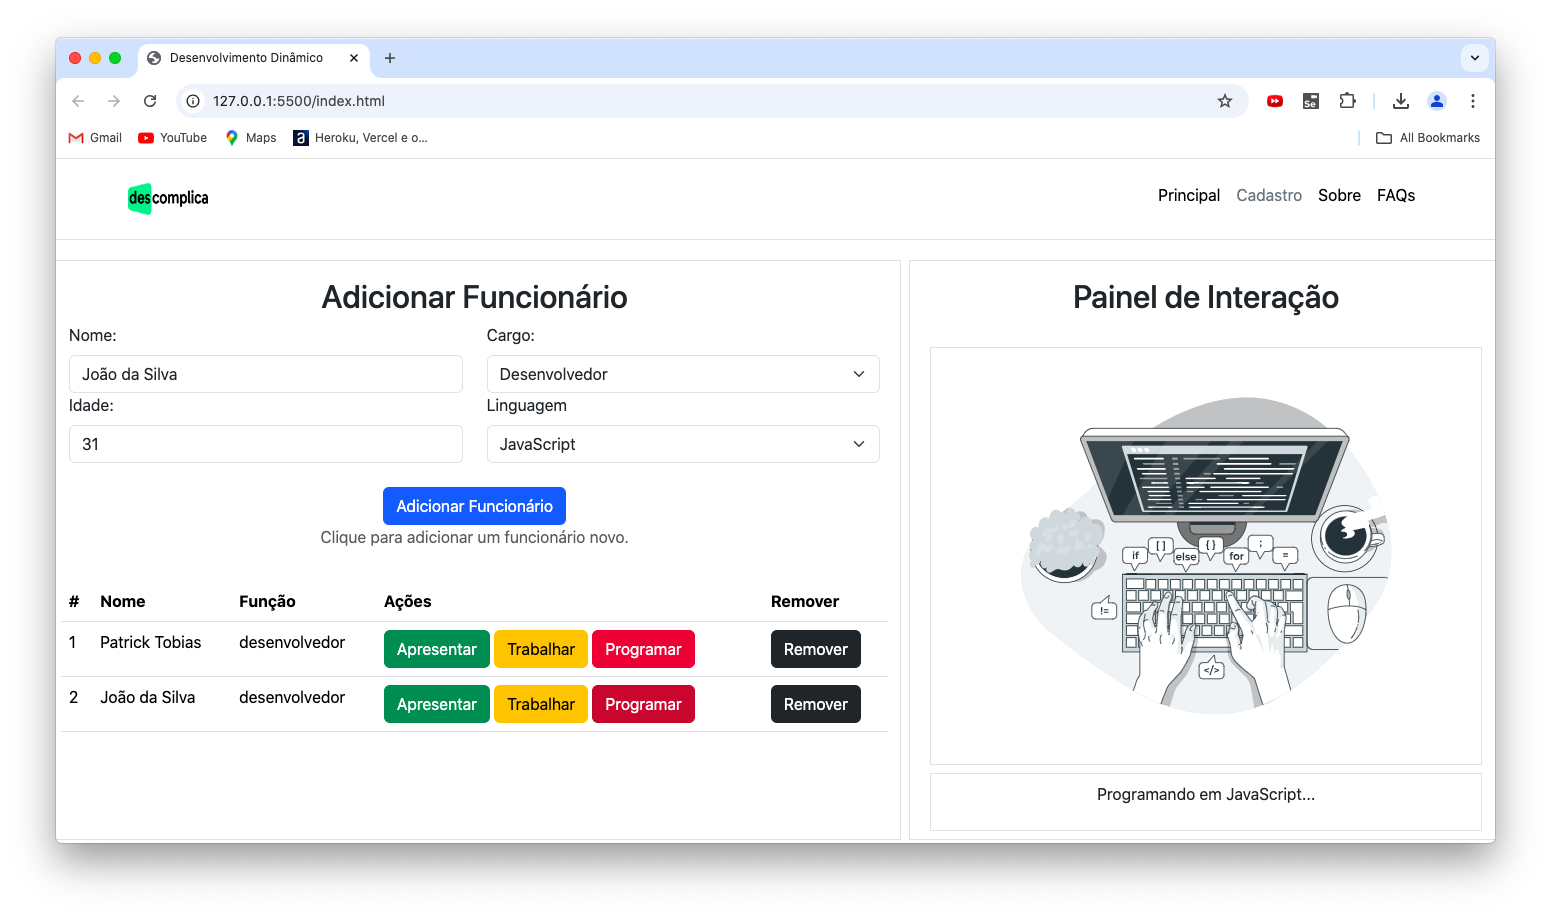 Desenvolvimento Dinâmico
127.0.0.1:5500/index.html
Se
Gmail YouTube Maps a Heroku, Vercel e o... All Bookmarks
descomplica
Principal Cadastro Sobre FAQs
Adicionar Funcionário
Nome: Cargo:
João da Silva Desenvolvedor
Idade: Linguagem
31 JavaScript
Adicionar Funcionário
Clique para adicionar um funcionário novo.
# Nome Função Ações Remover
1 Patrick Tobias desenvolvedor Apresentar Trabalhar Programar Remover
2 João da Silva desenvolvedor Apresentar Trabalhar Programar Remover
Painel de Interação
if [ ] else { } for ; =
!=
</>
Programando em JavaScript...